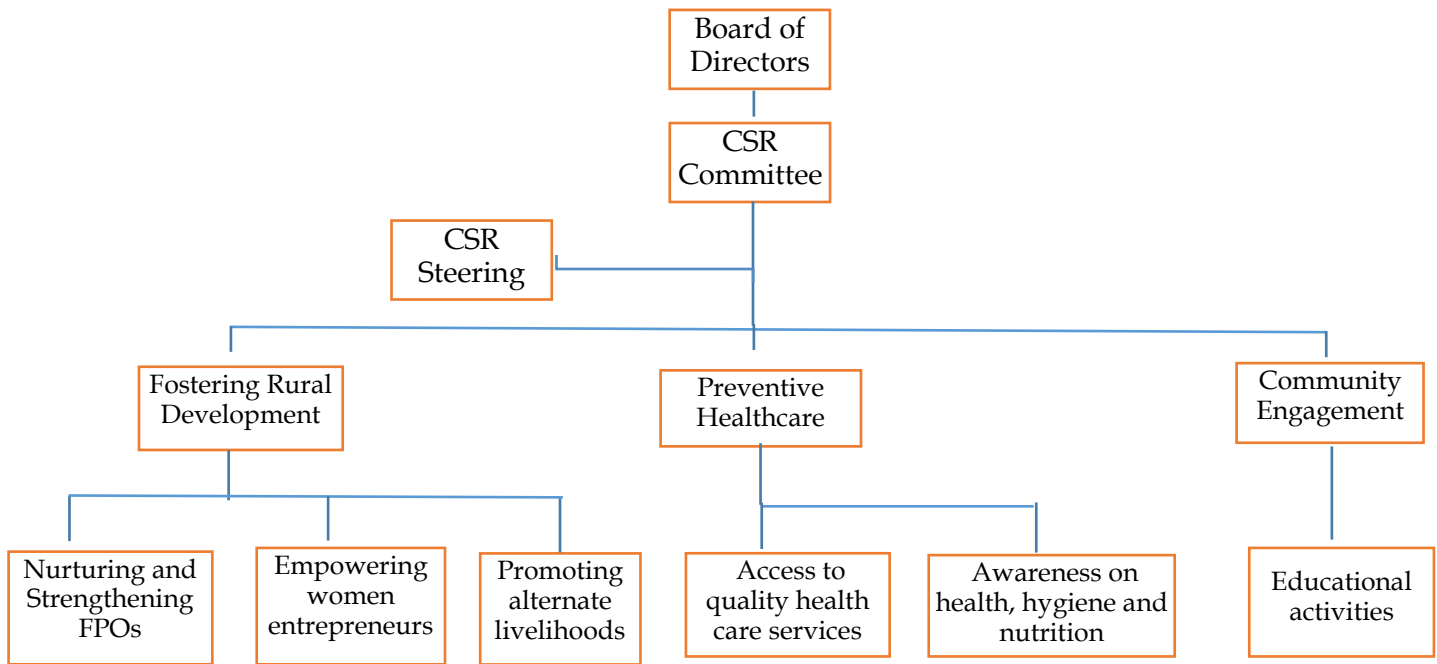 Board of
Directors
CSR
Committee
CSR
Steering
Fostering Rural
Development
Preventive
Healthcare
Community
Engagement
Nurturing and
Strengthening
FPOs
Empowering
women
entrepreneurs
Promoting
alternate
livelihoods
Access to
quality health
care services
Awareness on
health, hygiene and
nutrition
Educational
activities